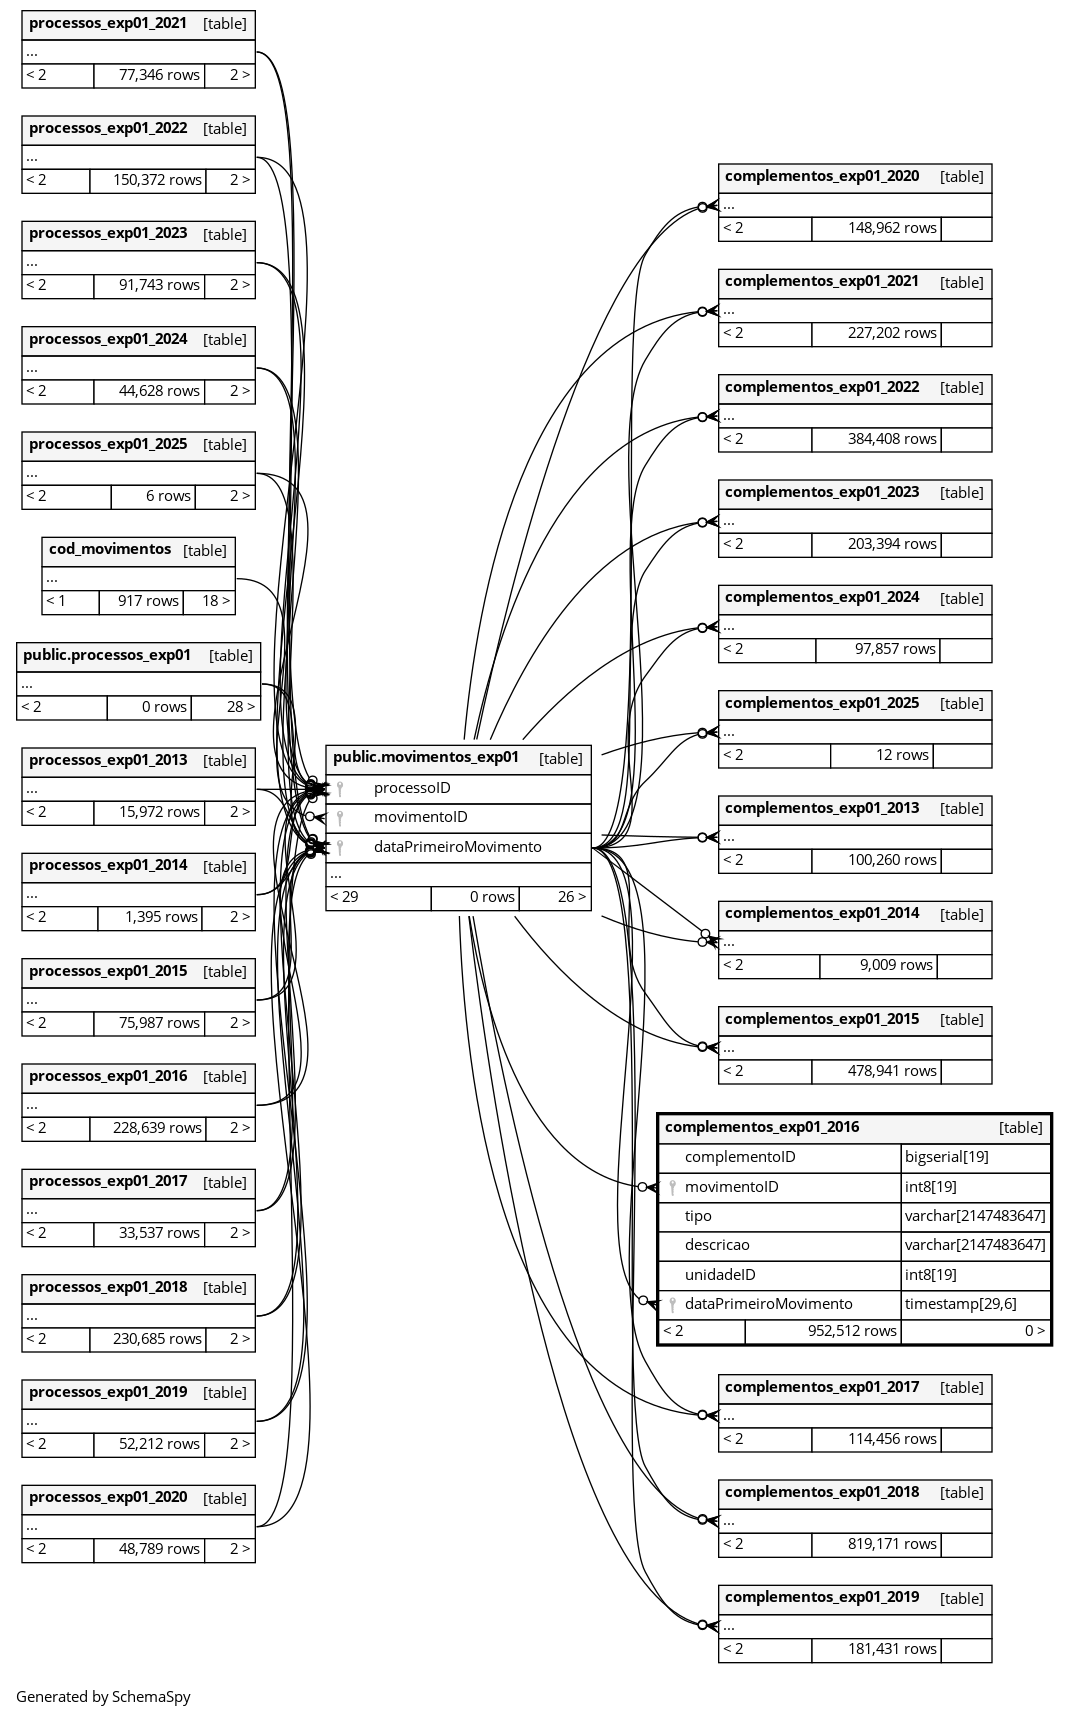 processos_exp01_2021 [table]
...
< 2 77,346 rows 2 >
processos_exp01_2022 [table]
...
< 2 150,372 rows 2 >
processos_exp01_2023 [table]
...
< 2 91,743 rows 2 >
processos_exp01_2024 [table]
...
< 2 44,628 rows 2 >
processos_exp01_2025 [table]
...
< 2 6 rows 2 >
cod_movimentos [table]
...
< 1 917 rows 18 >
public.processos_exp01 [table]
...
< 2 0 rows 28 >
processos_exp01_2013 [table]
...
< 2 15,972 rows 2 >
processos_exp01_2014 [table]
...
< 2 1,395 rows 2 >
processos_exp01_2015 [table]
...
< 2 75,987 rows 2 >
processos_exp01_2016 [table]
...
< 2 228,639 rows 2 >
processos_exp01_2017 [table]
...
< 2 33,537 rows 2 >
processos_exp01_2018 [table]
...
< 2 230,685 rows 2 >
processos_exp01_2019 [table]
...
< 2 52,212 rows 2 >
processos_exp01_2020 [table]
...
< 2 48,789 rows 2 >
public.movimentos_exp01 [table]
processoID
movimentoID
dataPrimeiroMovimento
...
< 29 0 rows 26 >
complementos_exp01_2020 [table]
...
< 2 148,962 rows
complementos_exp01_2021 [table]
...
< 2 227,202 rows
complementos_exp01_2022 [table]
...
< 2 384,408 rows
complementos_exp01_2023 [table]
...
< 2 203,394 rows
complementos_exp01_2024 [table]
...
< 2 97,857 rows
complementos_exp01_2025 [table]
...
< 2 12 rows
complementos_exp01_2013 [table]
...
< 2 100,260 rows
complementos_exp01_2014 [table]
...
< 2 9,009 rows
complementos_exp01_2015 [table]
...
< 2 478,941 rows
complementos_exp01_2016 [table]
complementoID bigserial[19]
movimentoID int8[19]
tipo varchar[2147483647]
descricao varchar[2147483647]
unidadeID int8[19]
dataPrimeiroMovimento timestamp[29,6]
< 2 952,512 rows 0 >
complementos_exp01_2017 [table]
...
< 2 114,456 rows
complementos_exp01_2018 [table]
...
< 2 819,171 rows
complementos_exp01_2019 [table]
...
< 2 181,431 rows
Generated by SchemaSpy